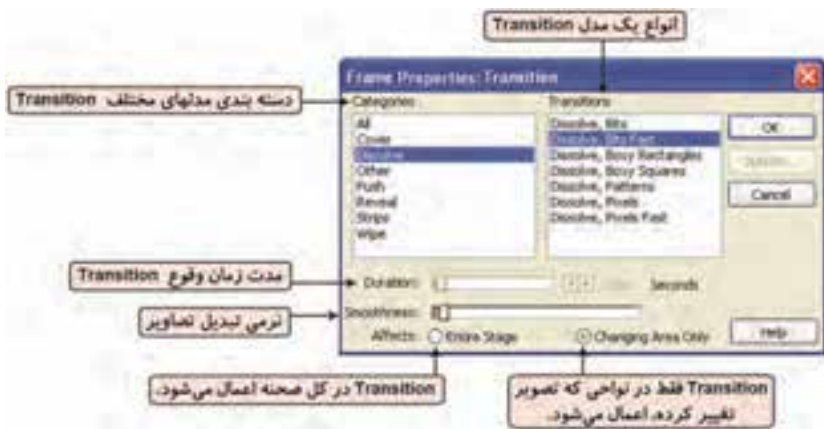 انواع یک مدل Transition
Frame Properties: Transition
دسته بندی مدلهای مختلف Transition
Categories
Transitions
All
Cover
Dissolve
Other
Push
Reveal
Strips
Wipe
Dissolve, Bits
Dissolve, Bits Fast
Dissolve, Boxy Rectangles
Dissolve, Boxy Squares
Dissolve, Patterns
Dissolve, Pixels
Dissolve, Pixels Fast
OK
Cancel
مدت زمان وقوع Transition
Duration:
Seconds
نرمی تبدیل تصاویر
Smoothness:
Affects:
Entire Stage
Changing Area Only
Help
Transition در کل صحنه اعمال می‌شود.
Transition فقط در نواحی که تصویر
تغییر کرده، اعمال می‌شود.